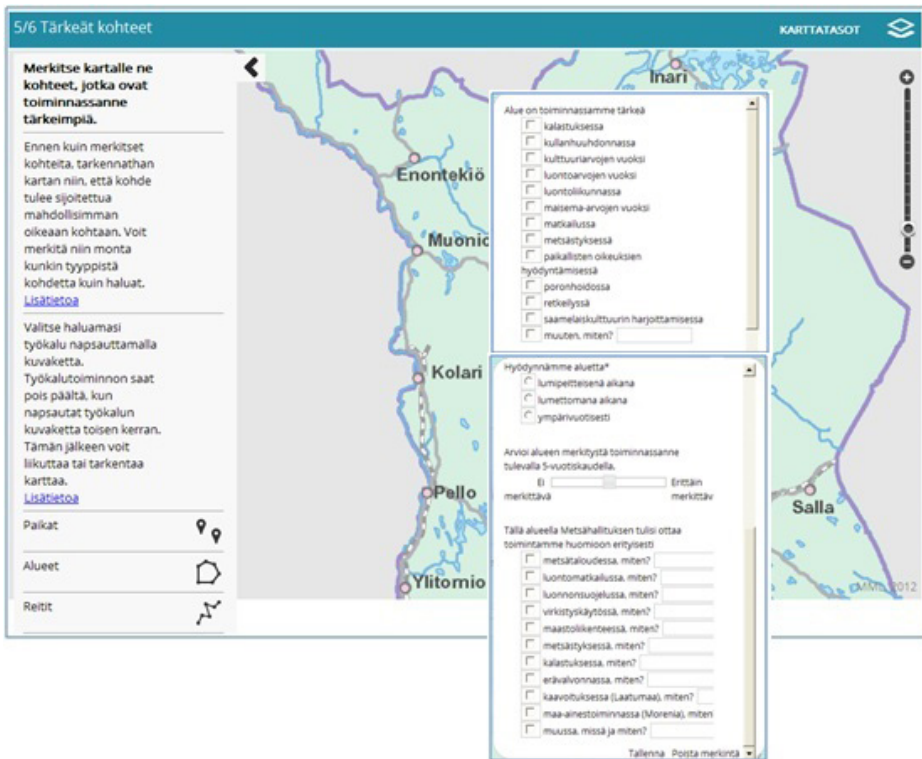 5/6 Tärkeät kohteet
KARTTATASOT
Merkitse kartalle ne
kohteet, jotka ovat
toiminnassanne
tärkeimpiä.
Ennen kuin merkitset
kohteita, tarkennathan
kartan niin, että kohde
tulee sijoitettua
mahdollisimman
oikeaan kohtaan. Voit
merkitä niin monta
kunkin tyyppistä
kohdetta kuin haluat.
Lisätietoa
Valitse haluamasi
työkalu napsauttamalla
kuvaketta.
Työkalutoiminnon saat
pois päältä, kun
napsautat työkalun
kuvaketta toisen kerran.
Tämän jälkeen voit
liikuttaa tai tarkentaa
karttaa.
Lisätietoa
Paikat
Alueet
Reitit
Inari
Enontekiö
Muonio
Kolari
Pello
Ylitornio
Salla
Alue on toiminnassamme tärkeä
kalastuksessa
kullanhuuhdonnassa
kulttuuriarvojen vuoksi
luontoarvojen vuoksi
luontoliikunnassa
maisema-arvojen vuoksi
matkailussa
metsästyksessä
paikallisten oikeuksien
hyödyntämisessä
poronhoidossa
retkeilyssä
saamelaiskulttuurin harjoittamisessa
muuten, miten?
Hyödynnämme aluetta*
lumipeitteisenä aikana
lumettomana aikana
ympärivuotisesti
Arvioi alueen merkitystä toiminnassanne
tulevalla 5-vuotiskaudella.
Ei Erittäin
merkittävä merkittäv
Tällä alueella Metsähallituksen tulisi ottaa
toimintamme huomioon erityisesti
metsätaloudessa, miten?
luontomatkailussa, miten?
luonnonsuojelussa, miten?
virkistyskäytössä, miten?
maastoliikenteessä, miten?
metsästyksessä, miten?
kalastuksessa, miten?
erävalvonnassa, miten?
kaavoituksessa (Laatumaa), miten?
maa-ainestoiminnassa (Morenia), miten
muussa, missä ja miten?
Tallenna Poista merkintä
2012